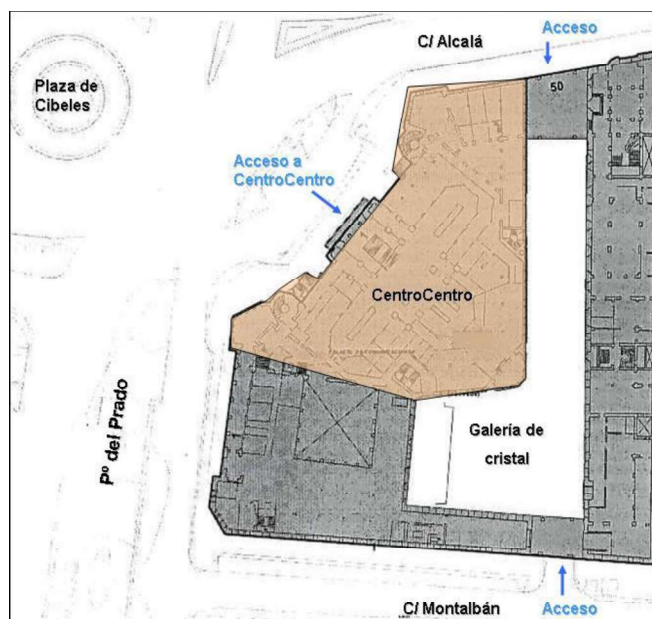 C/ Alcalá
Acceso
Plaza de
Cibeles
50
Acceso a
CentroCentro
CentroCentro
Pº del Prado
Galería de
cristal
C/ Montalbán
Acceso